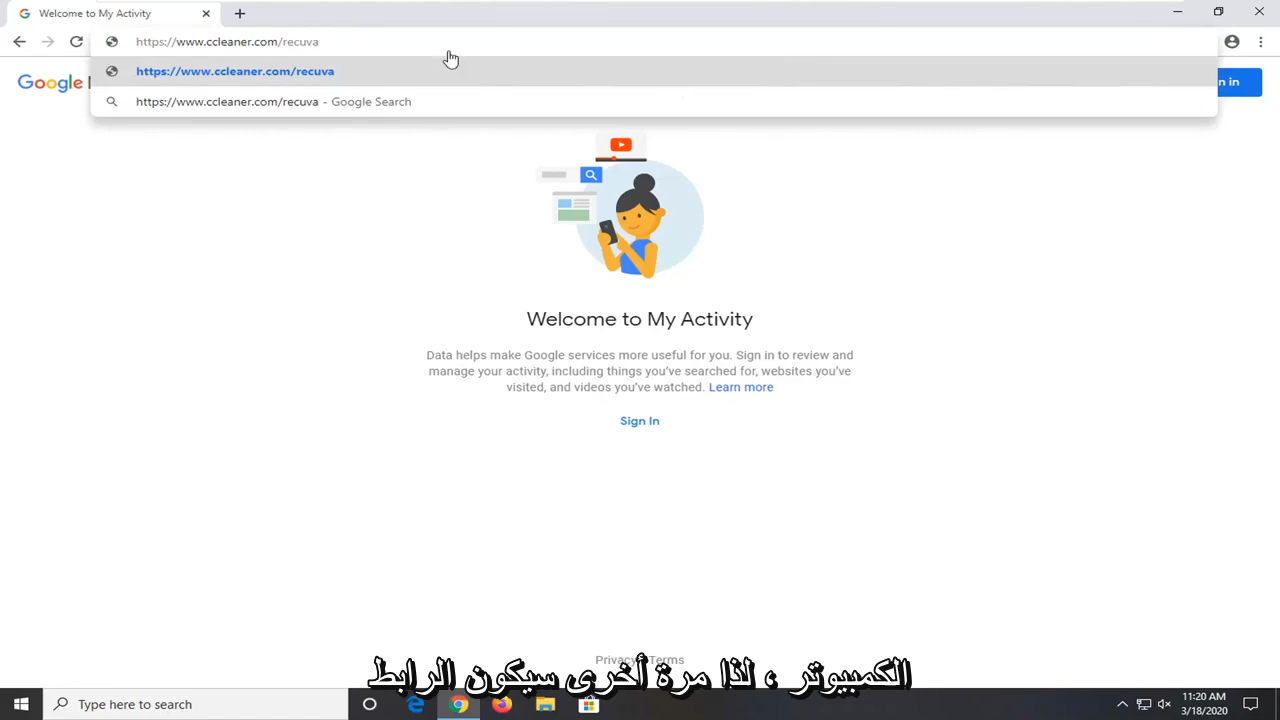 Welcome to My Activity
https://www.ccleaner.com/recuva
https://www.ccleaner.com/recuva
https://www.ccleaner.com/recuva - Google Search
Google
n in
Welcome to My Activity
Data helps make Google services more useful for you. Sign in to review and
manage your activity, including things you've searched for, websites you've
visited, and videos you've watched. Learn more
Sign In
Privacy
Terms
الكمبيوتر ، لذا مرة أخرى سيكون الرابط
Type here to search
11:20 AM
3/18/2020